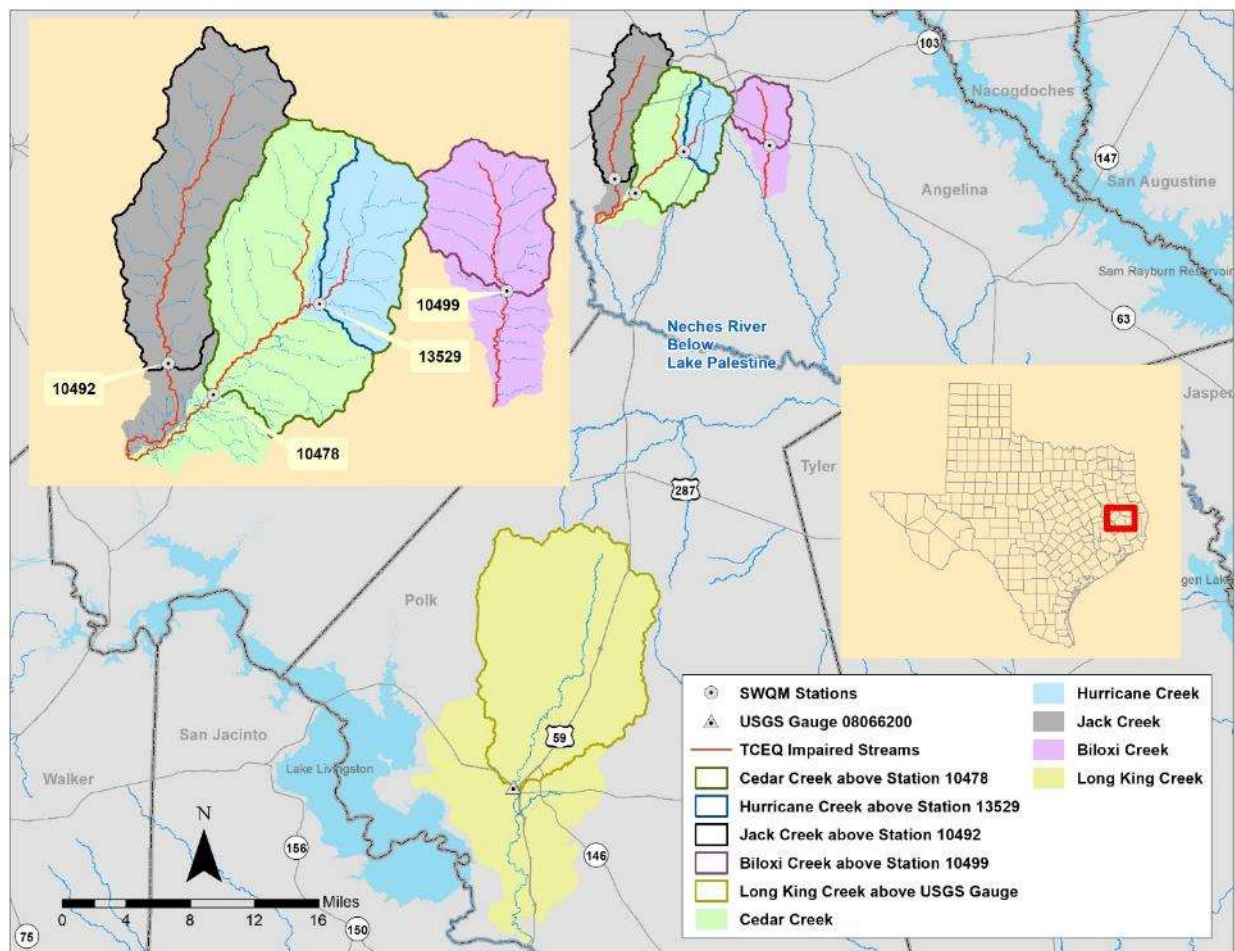 10492
10478
13529
10499
103
Nacogdoches
147
San Augustine
Angelina
Sam Rayburn Reservoir
63
Neches River
Below
Lake Palestine
Jasper
Tyler
287
gen Lake
Polk
59
San Jacinto
Lake Livingston
Walker
N
156
146
150
75
Miles
0 2 4 8 12 16
SWQM Stations
USGS Gauge 08066200
TCEQ Impaired Streams
Cedar Creek above Station 10478
Hurricane Creek above Station 13529
Jack Creek above Station 10492
Biloxi Creek above Station 10499
Long King Creek above USGS Gauge
Cedar Creek
Hurricane Creek
Jack Creek
Biloxi Creek
Long King Creek